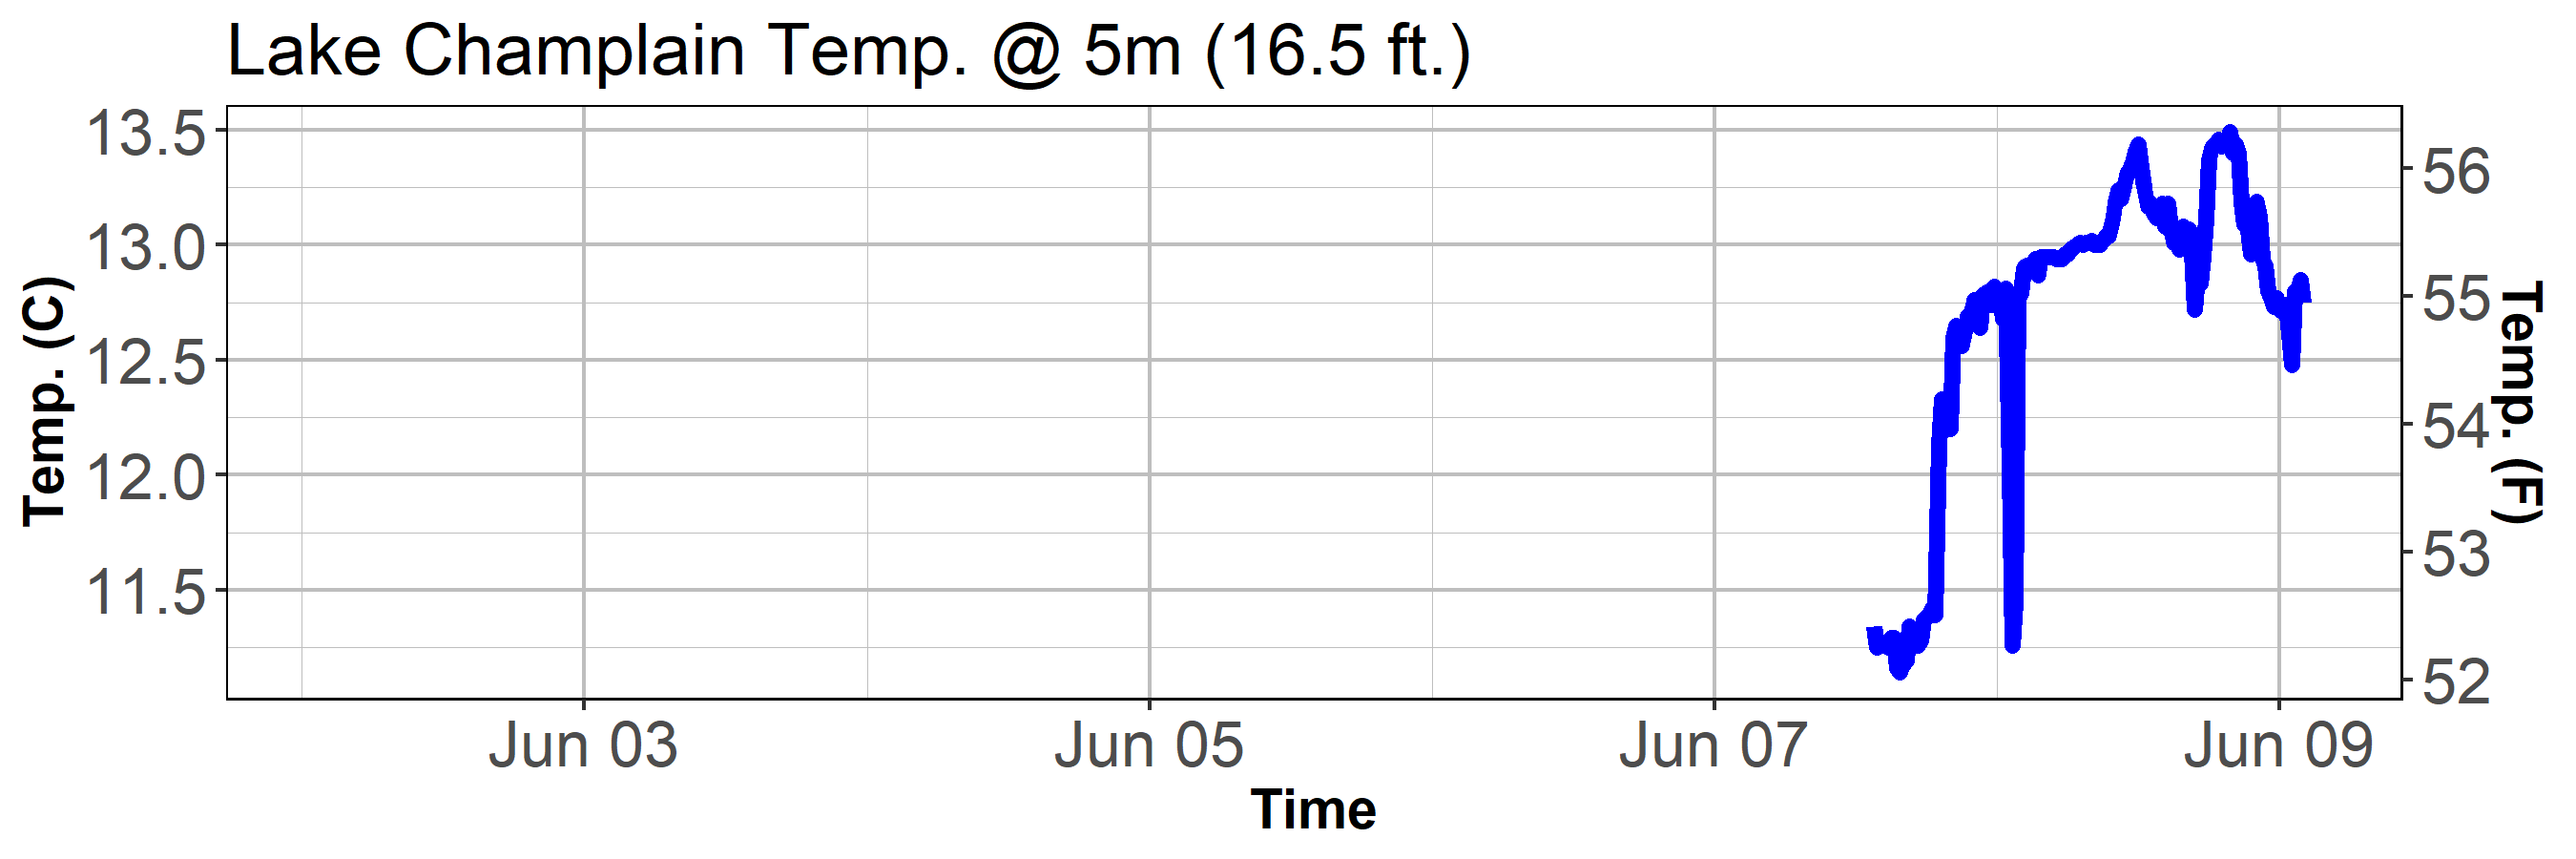 Lake Champlain Temp. @ 5m (16.5 ft.)
13.5
13.0
12.5
12.0
11.5
Temp. (C)
56
55
54
53
52
Temp. (F)
Jun 03
Jun 05
Jun 07
Jun 09
Time